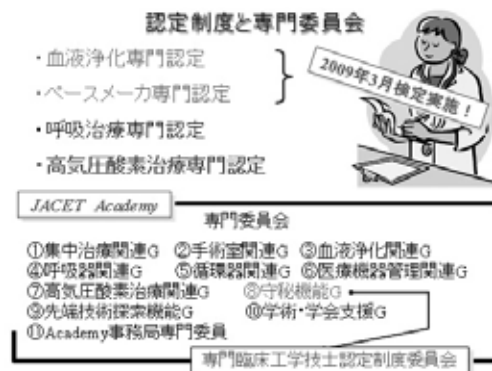 認定制度と専門委員会
・血液浄化専門認定
・ペースメーカ専門認定
2009年3月検定実施！
・呼吸治療専門認定
・高気圧酸素治療専門認定
JACET Academy
専門委員会
①集中治療関連G ②手術室関連G ③血液浄化関連G
④呼吸器関連G ⑤循環器関連G ⑥医療機器管理関連G
⑦高気圧酸素治療関連G ⑧守秘機能G
⑨先端技術探索機能G ⑩学術・学会支援G
⑪Academy事務局専門委員
専門臨床工学技士認定制度委員会